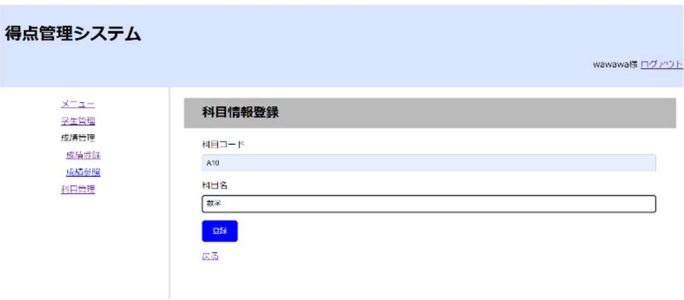 得点管理システム
wawawa様 ログアウト
メニュー
学生管理
成績管理
成績登録
成績参照
科目管理
科目情報登録
科目コード
A10
科目名
数学
登録
戻る